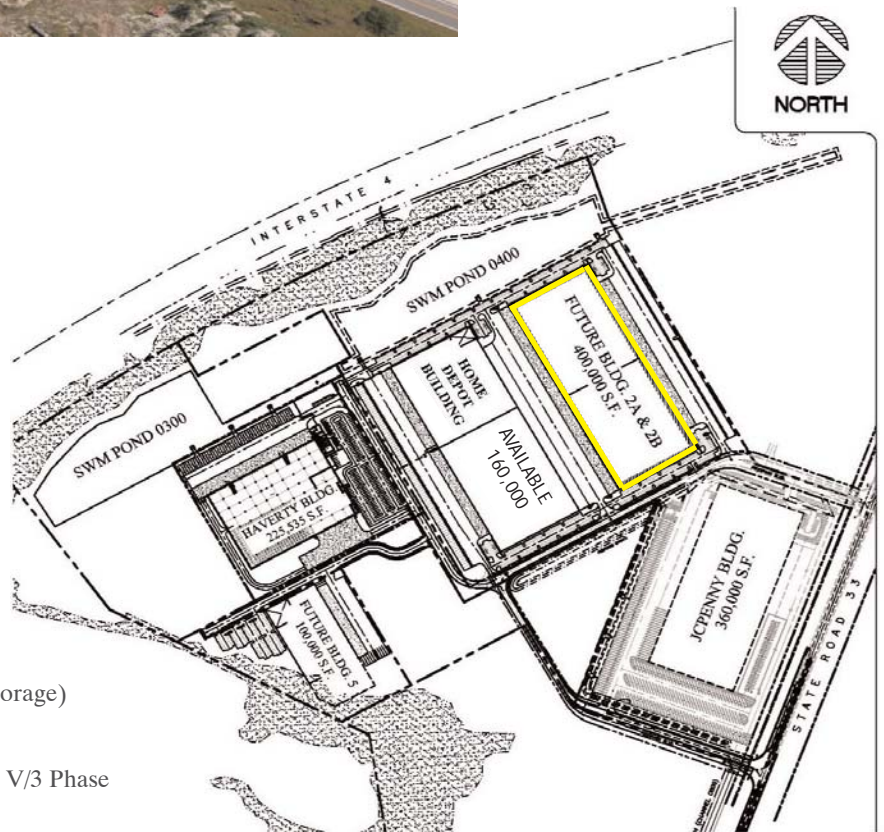 NORTH
INTERSTATE 4
SWM POND 0400
SWM POND 0300
FUTURE BLDG. 2A & 2B
400,000 S.F.
HOME
DEPOT
BUILDING
AVAILABLE
160,000
HAVERTY BLDG
225,535 S.F.
FUTURE BLDG. 5
100,000 S.F.
JCPENNY BLDG.
360,000 S.F.
STATE ROAD 33
orage)
V/3 Phase